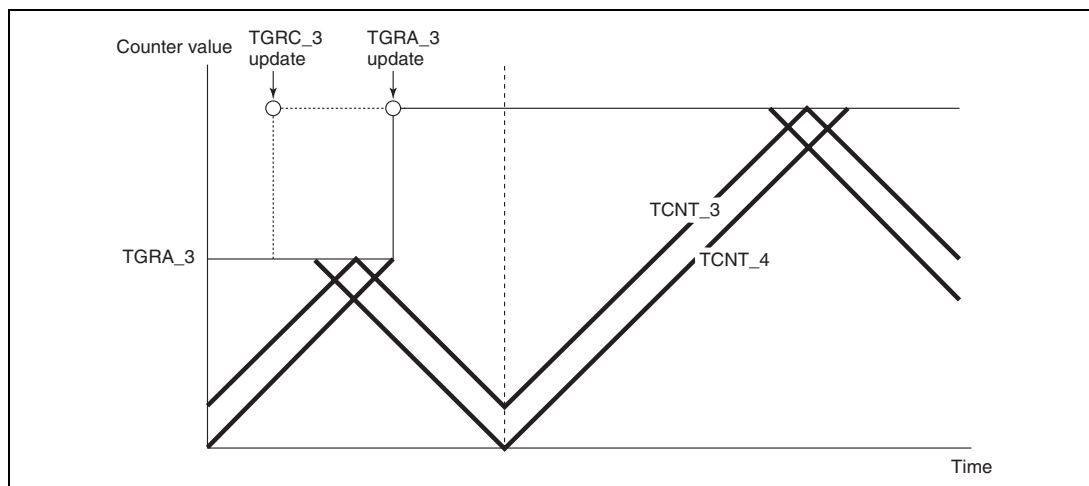 Counter value
TGRC_3
update
TGRA_3
update
TCNT_3
TGRA_3
TCNT_4
Time